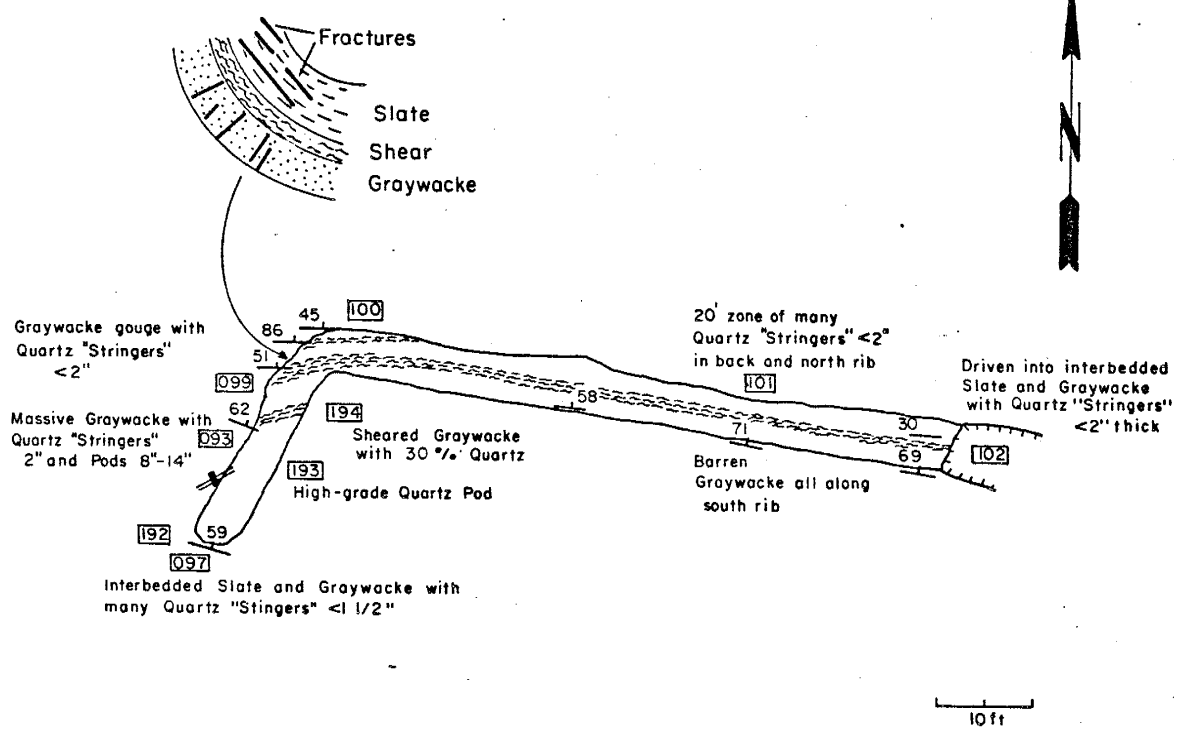 Fractures
Slate
Shear
Graywacke
N
Graywacke gouge with
Quartz "Stringers"
<2"
45
100
86
51
099
62
Massive Graywacke with
Quartz "Stringers"
2" and Pods 8"-14"
093
194
Sheared Graywacke
with 30 % Quartz
193
High-grade Quartz Pod
192
59
097
Interbedded Slate and Graywacke with
many Quartz "Stingers" <1 1/2"
58
20' zone of many
Quartz "Stringers" <2"
in back and north rib
101
71
Barren
Graywacke all along
south rib
30
69
102
Driven into interbedded
Slate and Graywacke
with Quartz "Stringers"
<2" thick
10 ft